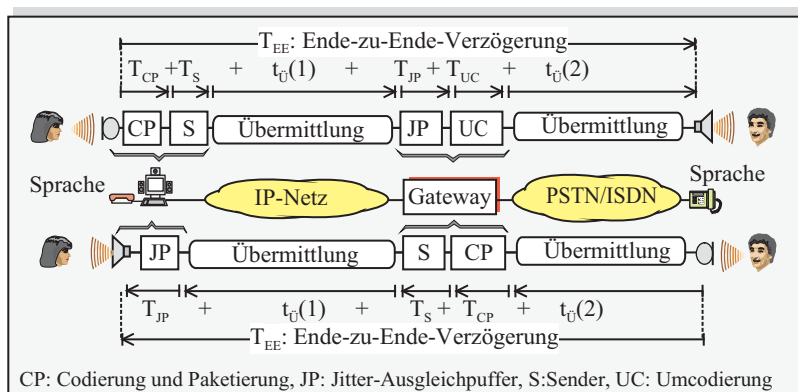 T_EE: Ende-zu-Ende-Verzögerung
T_CP + T_S + t_Ü(1) + T_JP + T_UC + t_Ü(2)
CP S Übermittlung JP UC Übermittlung
Sprache Sprache
IP-Netz Gateway PSTN/ISDN
JP Übermittlung S CP Übermittlung
T_JP + t_Ü(1) + T_S + T_CP + t_Ü(2)
T_EE: Ende-zu-Ende-Verzögerung
CP: Codierung und Paketierung, JP: Jitter-Ausgleichpuffer, S:Sender, UC: Umcodierung